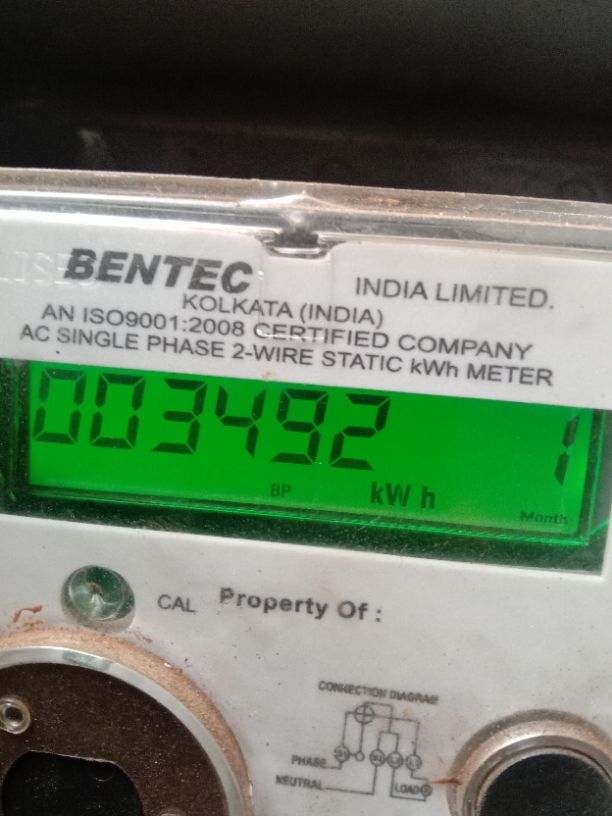 BENTEC INDIA LIMITED.
KOLKATA (INDIA)
AN ISO9001:2008 CERTIFIED COMPANY
AC SINGLE PHASE 2-WIRE STATIC kWh METER
003492 1
BP kWh Month
CAL Property Of :
CONNECTION DIAGRAM
PHASE
NEUTRAL
LOAD